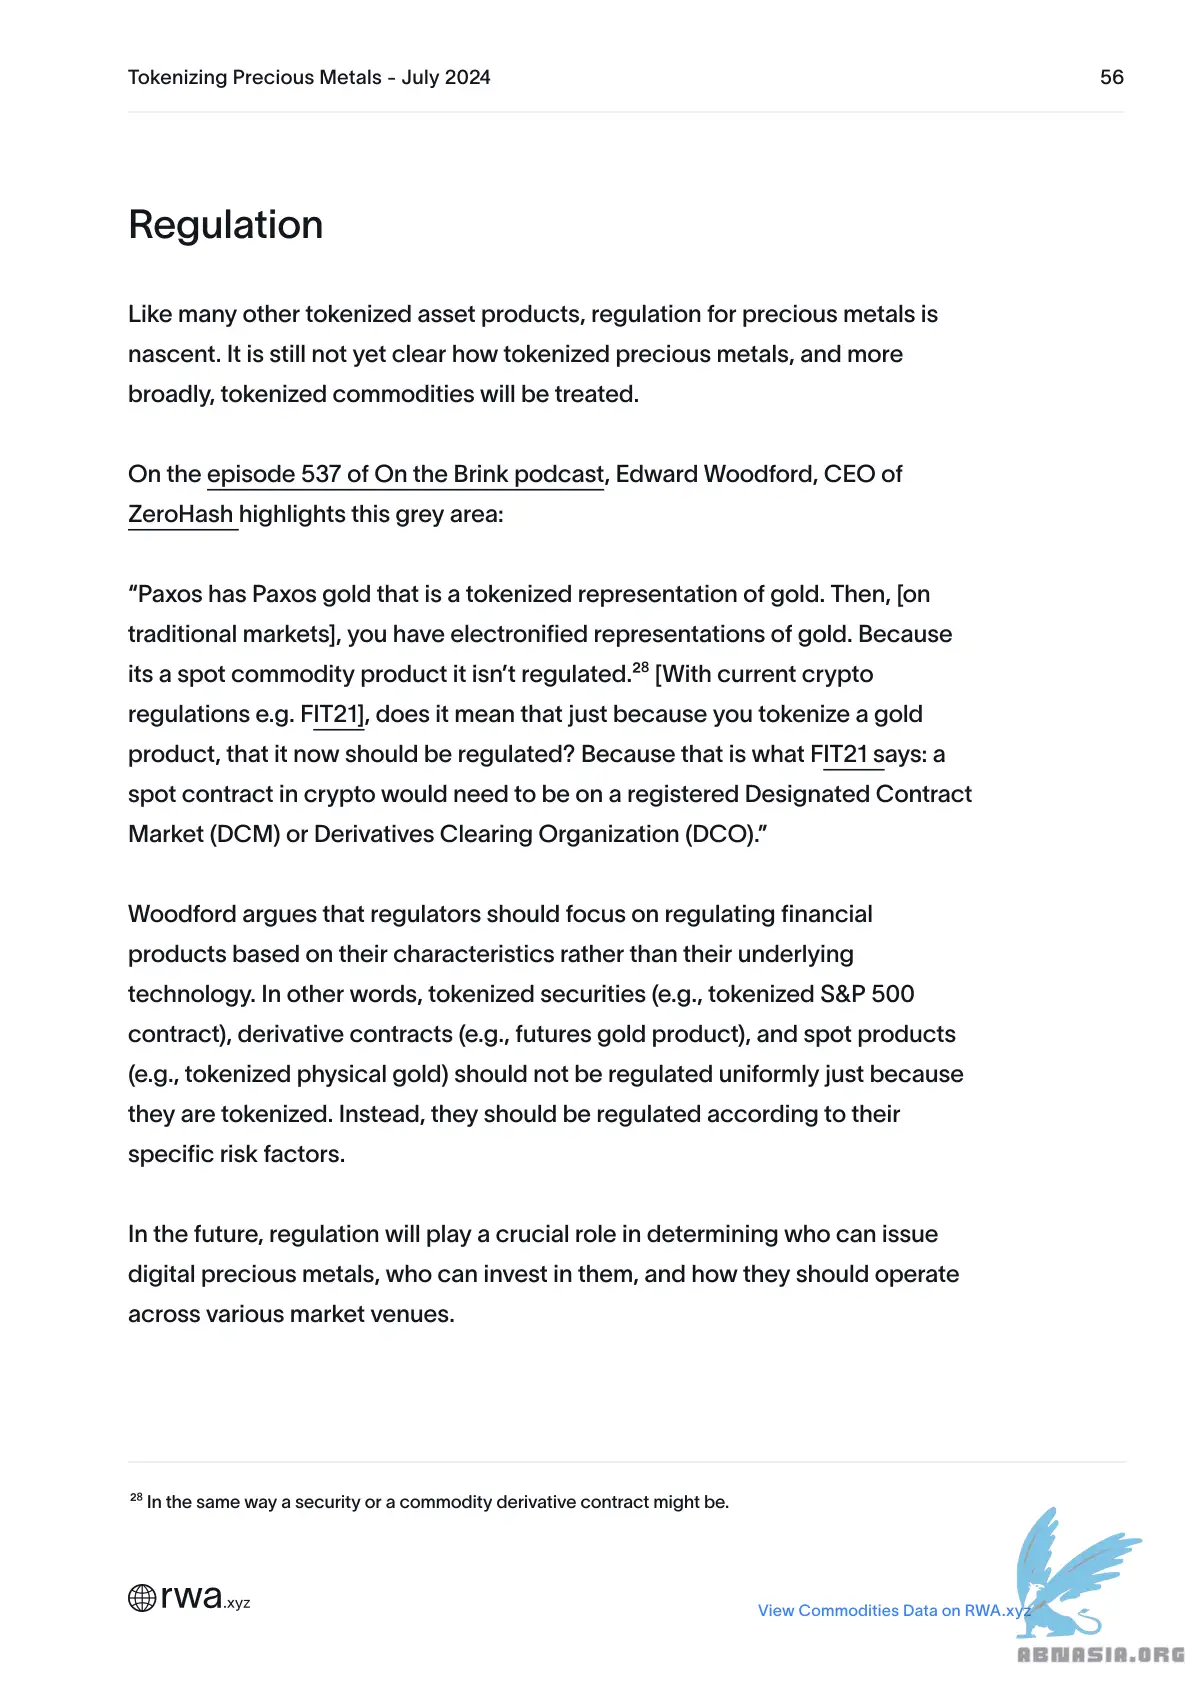 Tokenizing Precious Metals - July 2024
56
Regulation
Like many other tokenized asset products, regulation for precious metals is
nascent. It is still not yet clear how tokenized precious metals, and more
broadly, tokenized commodities will be treated.
On the episode 537 of On the Brink podcast, Edward Woodford, CEO of
ZeroHash highlights this grey area:
“Paxos has Paxos gold that is a tokenized representation of gold. Then, [on
traditional markets], you have electronified representations of gold. Because
its a spot commodity product it isn’t regulated.²⁸ [With current crypto
regulations e.g. FIT21], does it mean that just because you tokenize a gold
product, that it now should be regulated? Because that is what FIT21 says: a
spot contract in crypto would need to be on a registered Designated Contract
Market (DCM) or Derivatives Clearing Organization (DCO).”
Woodford argues that regulators should focus on regulating financial
products based on their characteristics rather than their underlying
technology. In other words, tokenized securities (e.g., tokenized S&P 500
contract), derivative contracts (e.g., futures gold product), and spot products
(e.g., tokenized physical gold) should not be regulated uniformly just because
they are tokenized. Instead, they should be regulated according to their
specific risk factors.
In the future, regulation will play a crucial role in determining who can issue
digital precious metals, who can invest in them, and how they should operate
across various market venues.
²⁸ In the same way a security or a commodity derivative contract might be.
rwa.xyz
View Commodities Data on RWA.xyz
ABNASIA.ORG